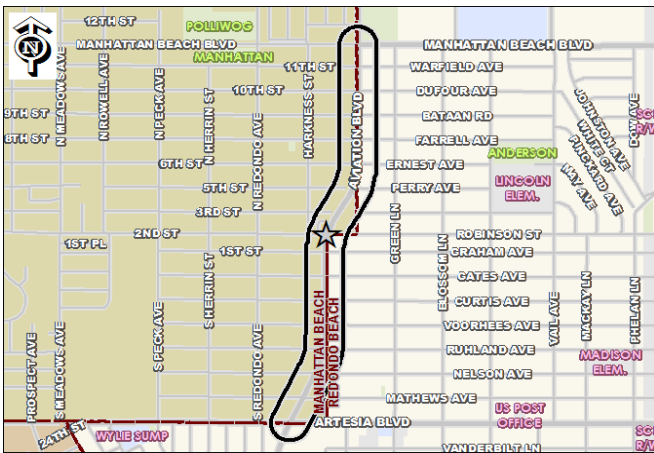 12TH ST
POLLIWOG
MANHATTAN BEACH BLVD
MANHATTAN BEACH BLVD
MANHATTAN
N
11TH ST
WARFIELD AVE
10TH ST
DUFOUR AVE
9TH ST
BATAAN RD
8TH ST
FARRELL AVE
N MEADOWS AVE
N ROWELL AVE
N PECK AVE
N HERRIN ST
N REDONDO AVE
HARKNESS ST
AVIATION BLVD
JOHNSTON AVE
WHITE CT
PINCKARD AVE
IVY AVE
DOW AVE
SC
R/W
6TH ST
ERNEST AVE
ANDERSON
5TH ST
PERRY AVE
LINCOLN
ELEM.
3RD ST
GREEN LN
2ND ST
ROBINSON ST
1ST PL
1ST ST
GRAHAM AVE
BLOSSOM LN
GATES AVE
S HERRIN ST
CURTIS AVE
VAIL AVE
MACKAY LN
PHELAN LN
VOORHEES AVE
S PECK AVE
RUHLAND AVE
MADISON
ELEM.
PROSPECT AVE
S MEADOWS AVE
S REDONDO AVE
MANHATTAN BEACH
REDONDO BEACH
NELSON AVE
MATHEWS AVE
US POST
OFFICE
ARTESIA BLVD
24TH ST
WYLIE SUMP
VANDERBILT LN
SC
R/W